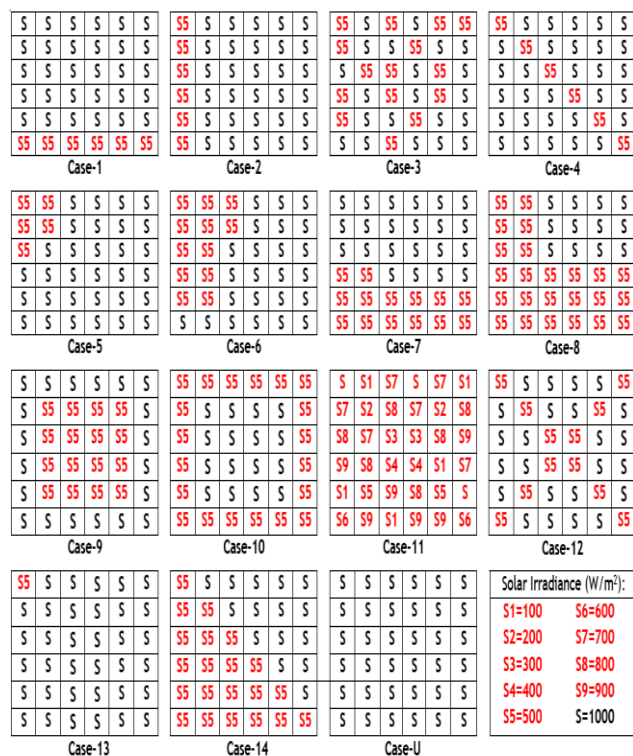 S S S S S S
S S S S S S
S S S S S S
S S S S S S
S S S S S S
S5 S5 S5 S5 S5 S5
Case-1
S5 S S S S S
S5 S S S S S
S5 S S S S S
S5 S S S S S
S5 S S S S S
S5 S S S S S
Case-2
S5 S S5 S S5 S5
S5 S S S5 S S
S S5 S5 S S5 S
S5 S S5 S S5 S
S5 S S S5 S S
S S S5 S S S
Case-3
S5 S S S S S
S S5 S S S S
S S S5 S S S
S S S S5 S S
S S S S S5 S
S S S S S S5
Case-4
S5 S5 S S S S
S5 S5 S S S S
S5 S S S S S
S S S S S S
S S S S S S
S S S S S S
Case-5
S5 S5 S5 S S S
S5 S5 S5 S S S
S5 S5 S S S S
S5 S5 S S S S
S5 S5 S S S S
S S S S S S
Case-6
S S S S S S
S S S S S S
S S S S S S
S5 S5 S S S S
S5 S5 S5 S5 S5 S5
S5 S5 S5 S5 S5 S5
Case-7
S5 S5 S S S S
S5 S5 S S S S
S5 S5 S S S S
S5 S5 S5 S5 S5 S5
S5 S5 S5 S5 S5 S5
S5 S5 S5 S5 S5 S5
Case-8
S S S S S S
S S5 S5 S5 S5 S
S S5 S5 S5 S5 S
S S5 S5 S5 S5 S
S S5 S5 S5 S5 S
S S S S S S
Case-9
S5 S5 S5 S5 S5 S5
S5 S S S S S5
S5 S S S S S5
S5 S S S S S5
S5 S S S S S5
S5 S5 S5 S5 S5 S5
Case-10
S S1 S7 S S7 S1
S7 S2 S8 S7 S2 S8
S8 S7 S3 S3 S8 S9
S9 S8 S4 S4 S1 S7
S1 S5 S9 S8 S5 S
S6 S9 S1 S9 S9 S6
Case-11
S5 S S S S S5
S S5 S S S5 S
S S S5 S5 S S
S S S5 S5 S S
S S5 S S S5 S
S5 S S S S S5
Case-12
S5 S S S S S
S S S S S S
S S S S S S
S S S S S S
S S S S S S
S S S S S S
Case-13
S5 S S S S S
S5 S5 S S S S
S5 S5 S5 S S S
S5 S5 S5 S5 S S
S5 S5 S5 S5 S5 S
S5 S5 S5 S5 S5 S5
Case-14
S S S S S S
S S S S S S
S S S S S S
S S S S S S
S S S S S S
S S S S S S
Case-U
Solar Irradiance (W/m²):
S1=100 S6=600
S2=200 S7=700
S3=300 S8=800
S4=400 S9=900
S5=500 S=1000